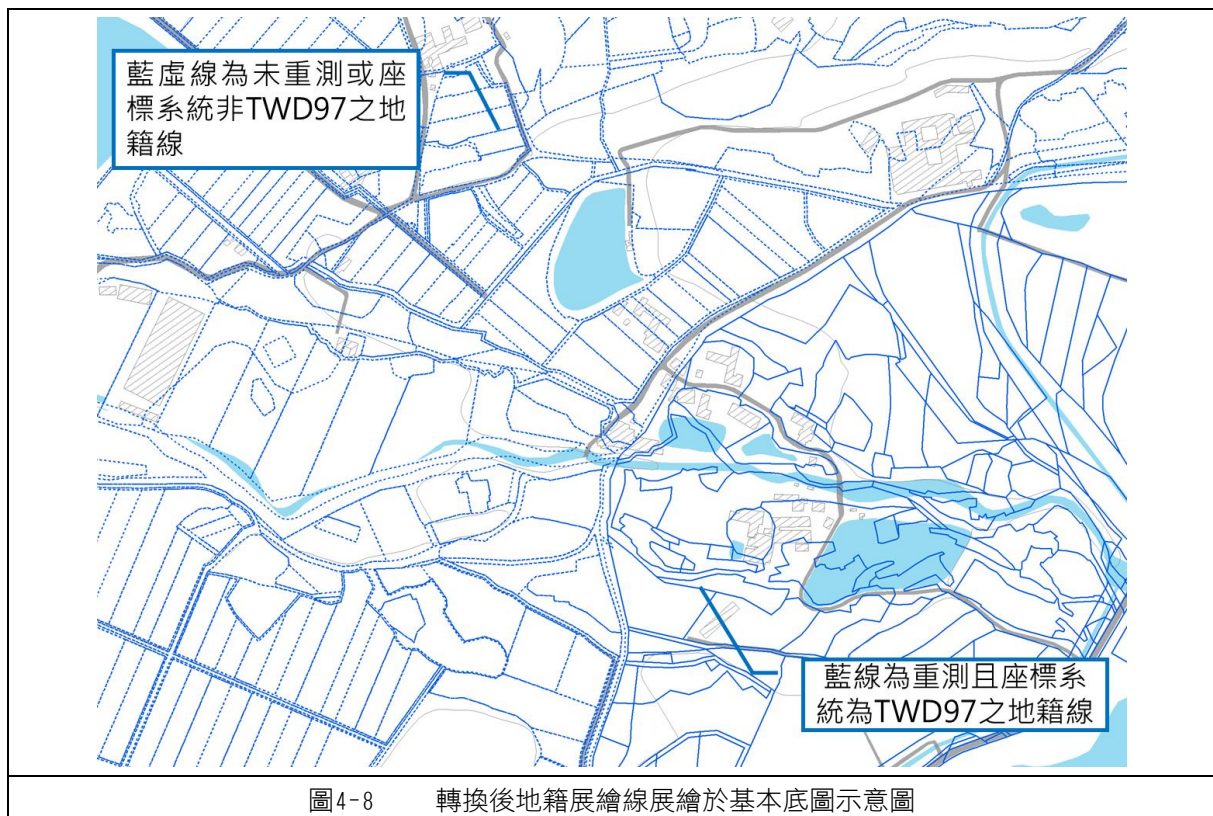 藍虛線為未重測或座
標系統非TWD97之地
籍線
藍線為重測且座標系
統為TWD97之地籍線
圖4-8 轉換後地籍展繪線展繪於基本底圖示意圖